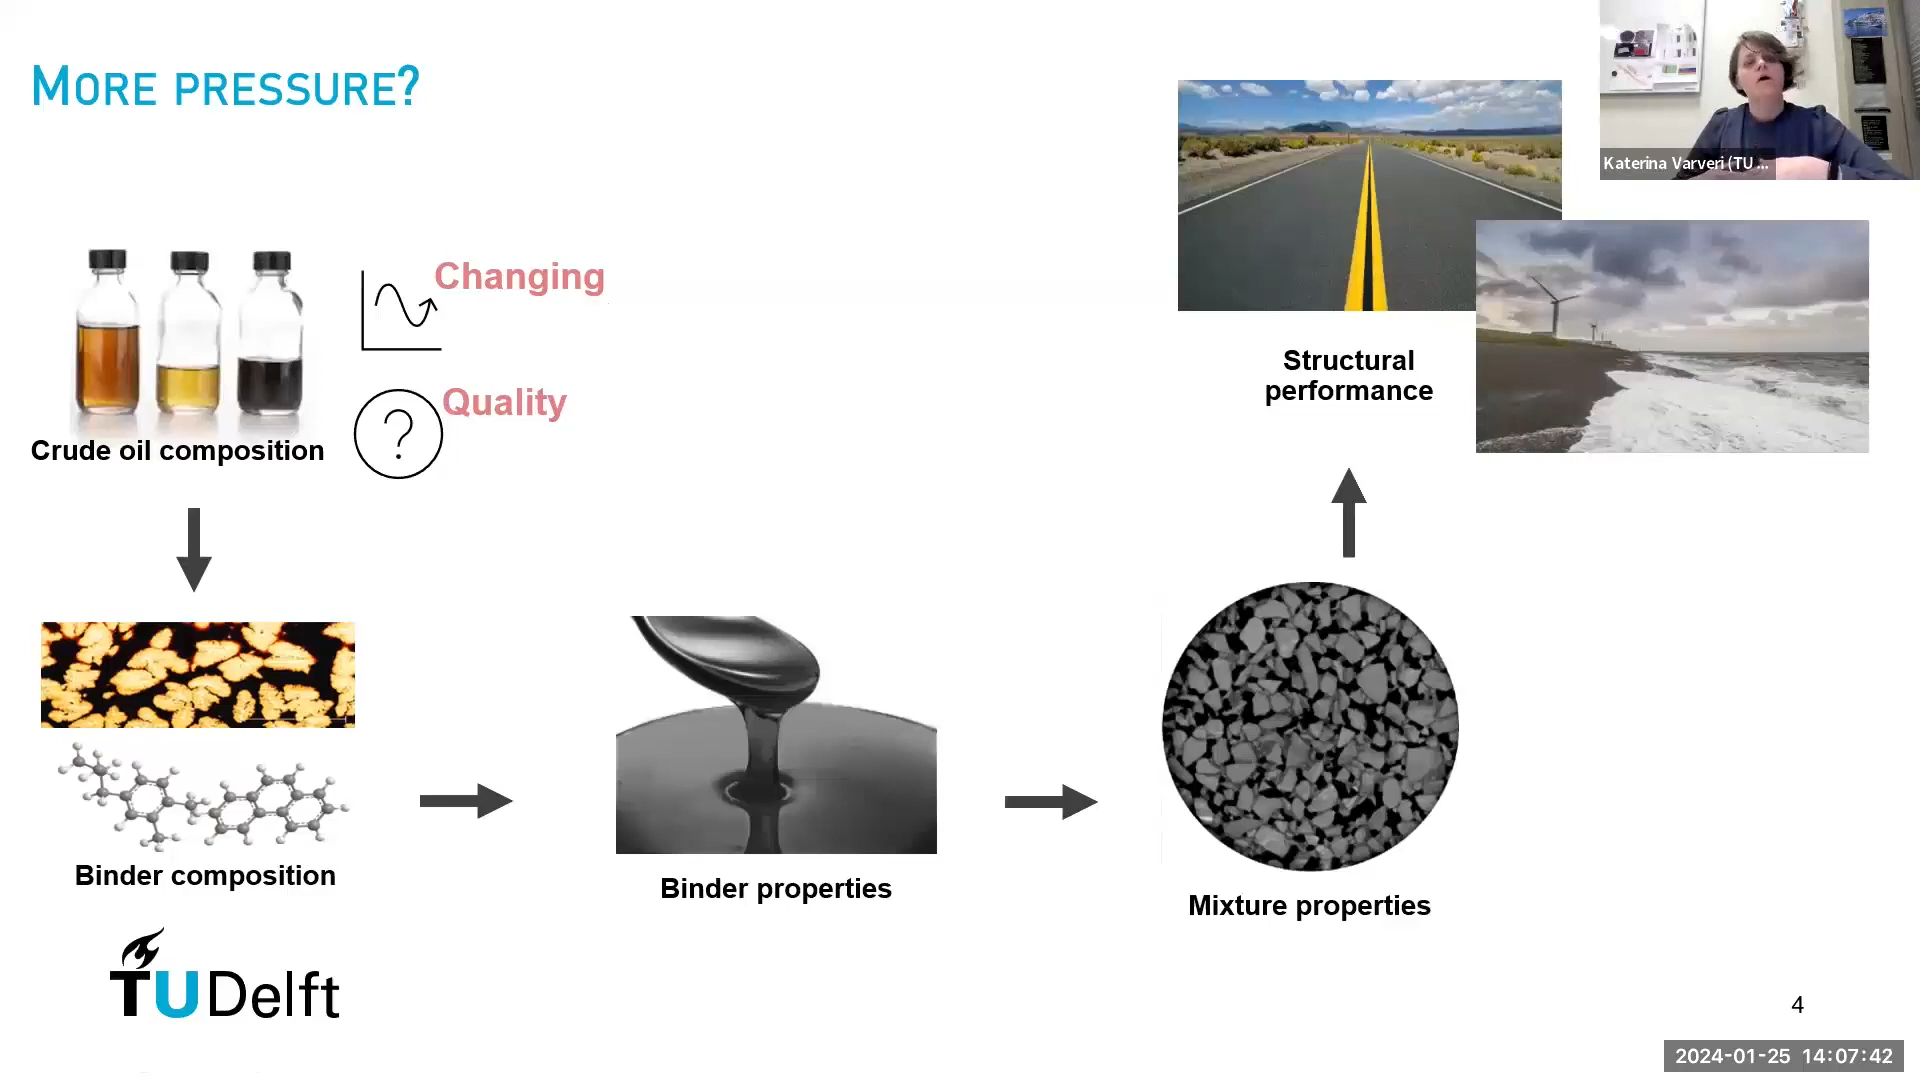 MORE PRESSURE?
Katerina Varveri (TU ...
Changing
Quality
?
Crude oil composition
Structural
performance
Binder composition
Binder properties
Mixture properties
TUDelft
4
2024-01-25 14:07:42